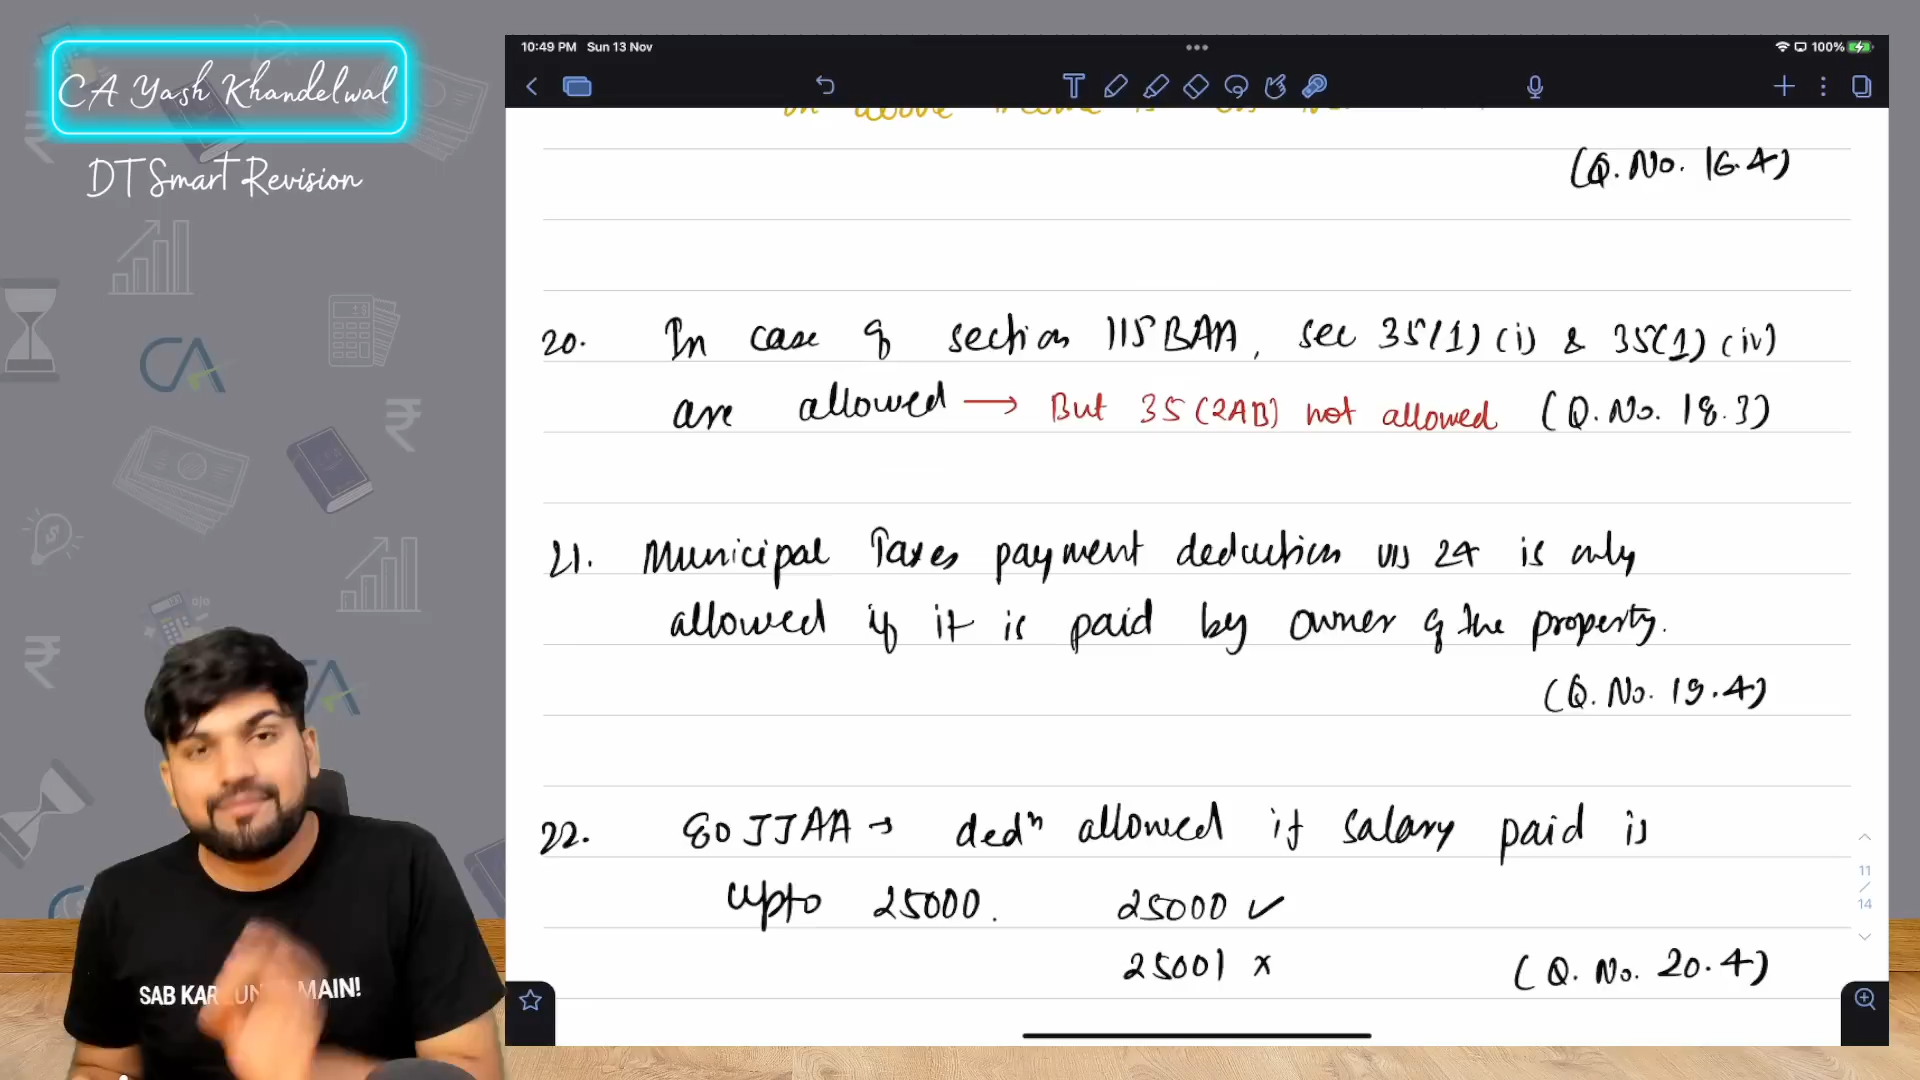 CA Yash Khandelwal
DT Smart Revision
10:49 PM Sun 13 Nov
100%
(Q. No. 16.4)
20. In case of section 115BAA, sec 35(1)(i) & 35(1)(iv)
are allowed → But 35(2AB) not allowed (Q. No. 18.3)
21. Municipal Taxes payment deduction u/s 24 is only
allowed if it is paid by owner of the property.
(Q. No. 19.4)
22. 80JJAA → dedⁿ allowed if salary paid is
upto 25000. 25000 ✓
25001 x (Q. No. 20.4)
11
/
14
SAB KAR MAIN!